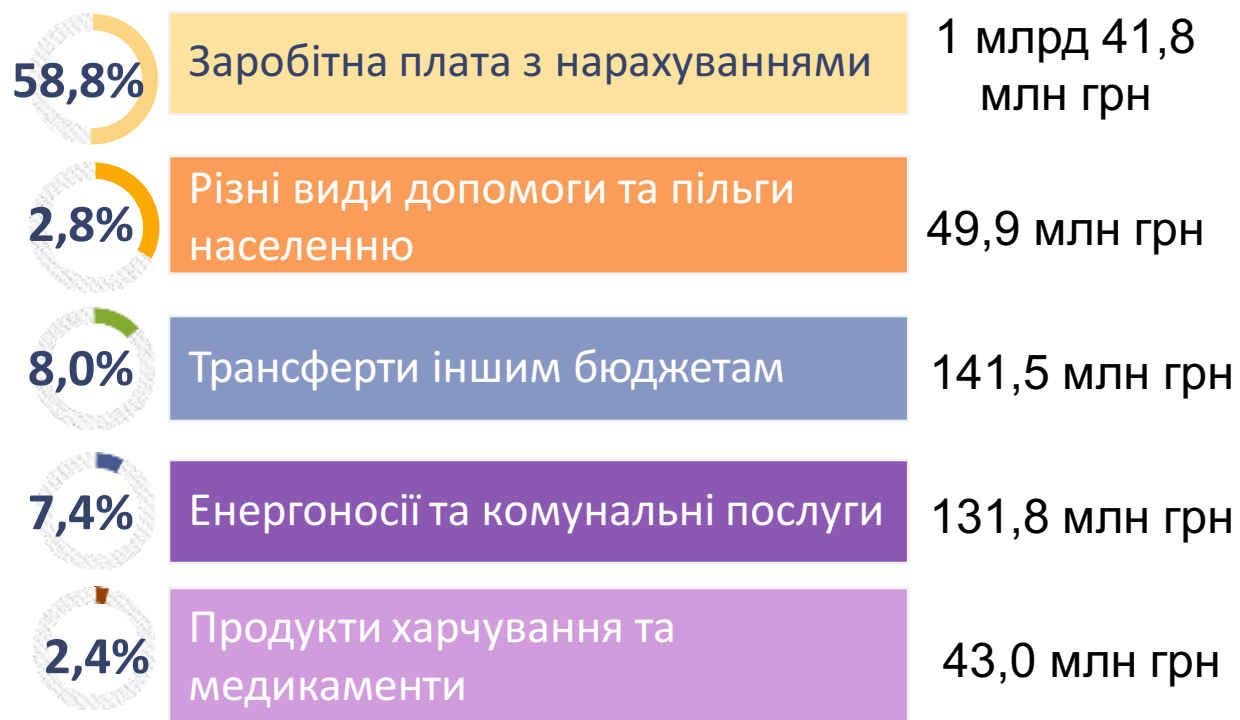 58,8%
Заробітна плата з нарахуваннями
1 млрд 41,8
млн грн
2,8%
Різні види допомоги та пільги
населенню
49,9 млн грн
8,0%
Трансферти іншим бюджетам
141,5 млн грн
7,4%
Енергоносії та комунальні послуги
131,8 млн грн
2,4%
Продукти харчування та
медикаменти
43,0 млн грн